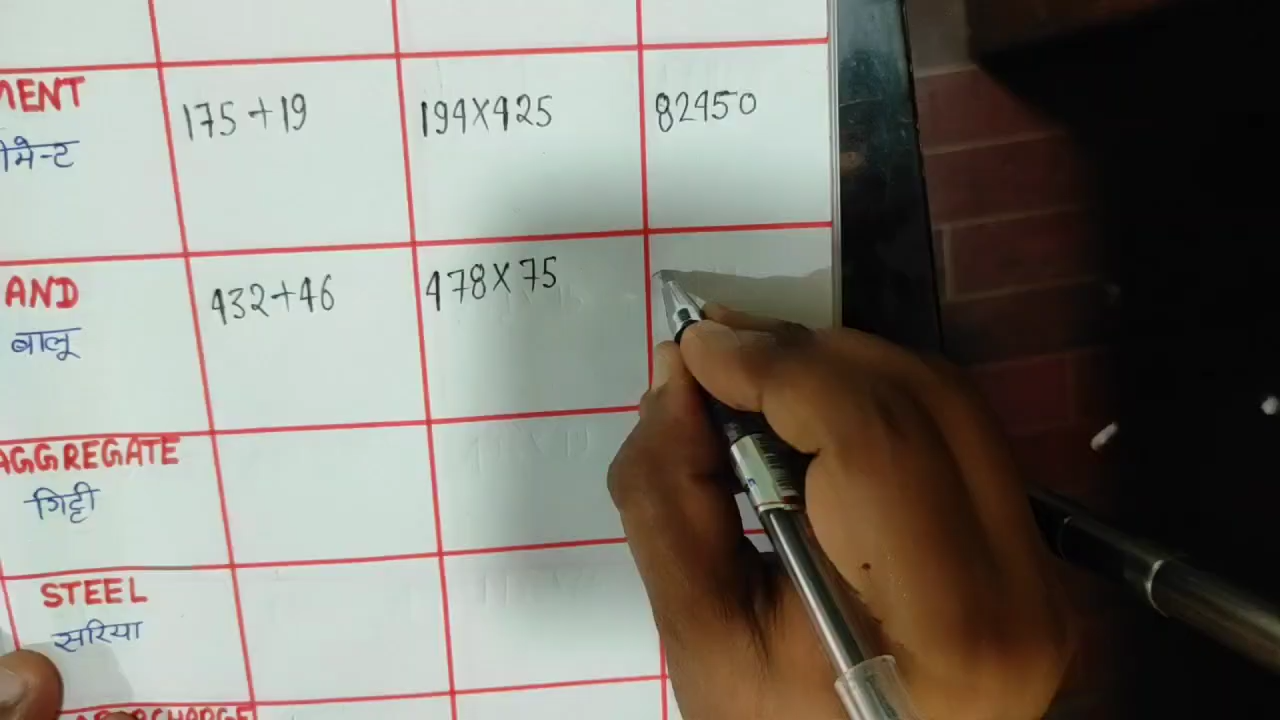 MENT 175+19 194X425 82450
मेन्ट
AND 432+46 478X75
बालू
AGGREGATE
गिट्टी
STEEL
सरिया